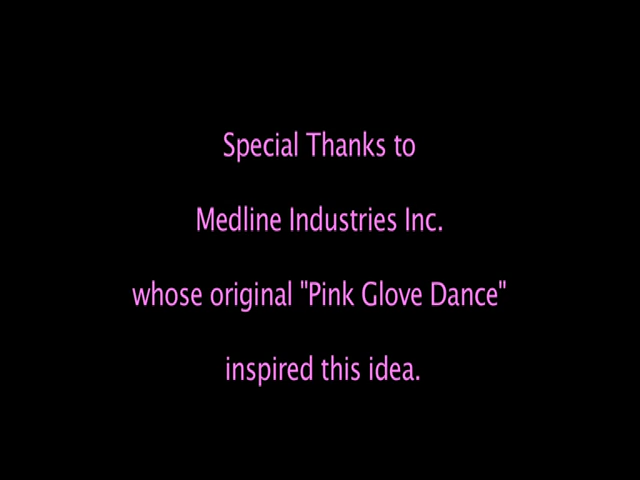 Special Thanks to
Medline Industries Inc.
whose original "Pink Glove Dance"
inspired this idea.